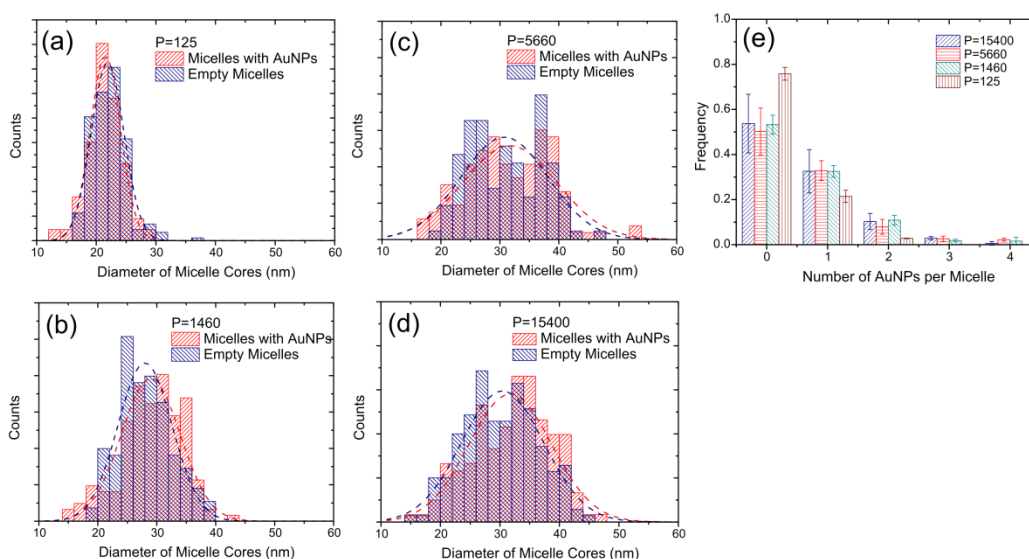 (a)
P=125
Micelles with AuNPs
Empty Micelles
Counts
10 20 30 40 50 60
Diameter of Micelle Cores (nm)
(c)
P=5660
Micelles with AuNPs
Empty Micelles
Counts
10 20 30 40 50 60
Diameter of Micelle Cores (nm)
(e)
P=15400
P=5660
P=1460
P=125
Frequency
1.0
0.8
0.6
0.4
0.2
0.0
0 1 2 3 4
Number of AuNPs per Micelle
(b)
P=1460
Micelles with AuNPs
Empty Micelles
Counts
10 20 30 40 50 60
Diameter of Micelle Cores (nm)
(d)
P=15400
Micelles with AuNPs
Empty Micelles
Counts
10 20 30 40 50 60
Diameter of Micelle Cores (nm)